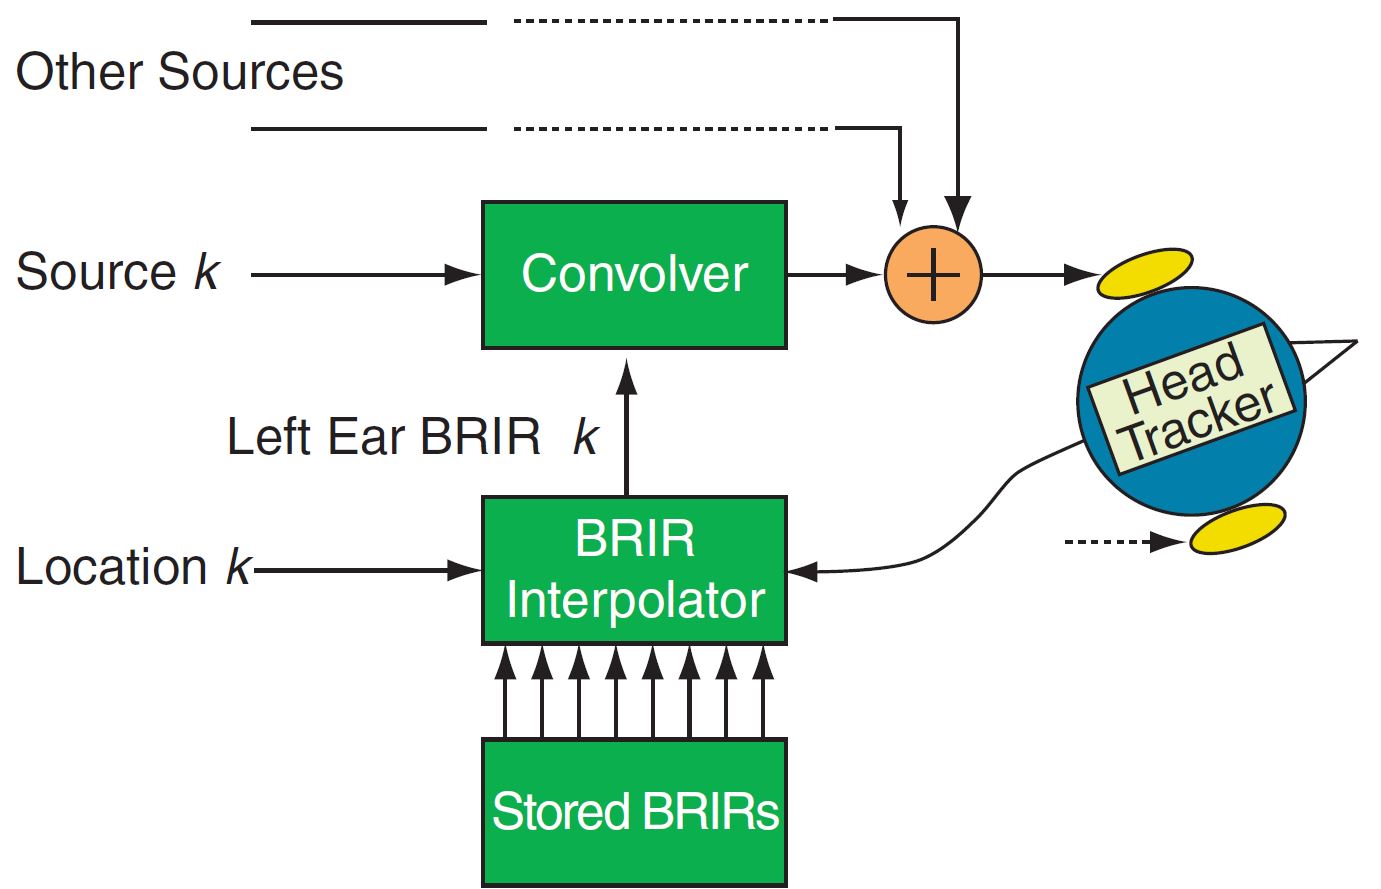 Other Sources
Source k
Convolver
+
Head
Tracker
Left Ear BRIR k
Location k
BRIR
Interpolator
Stored BRIRs